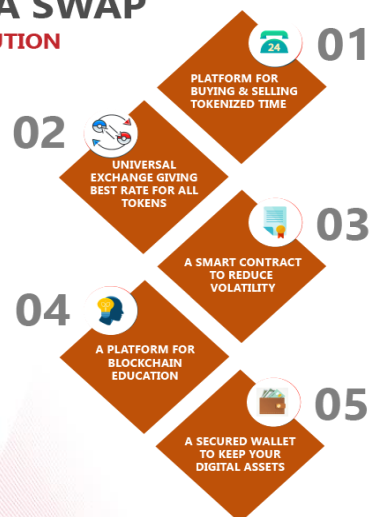 A SWAP
UTION
01
24
PLATFORM FOR
BUYING & SELLING
TOKENIZED TIME
02
UNIVERSAL
EXCHANGE GIVING
BEST RATE FOR ALL
TOKENS
03
A SMART CONTRACT
TO REDUCE
VOLATILITY
04
A PLATFORM FOR
BLOCKCHAIN
EDUCATION
05
A SECURED WALLET
TO KEEP YOUR
DIGITAL ASSETS